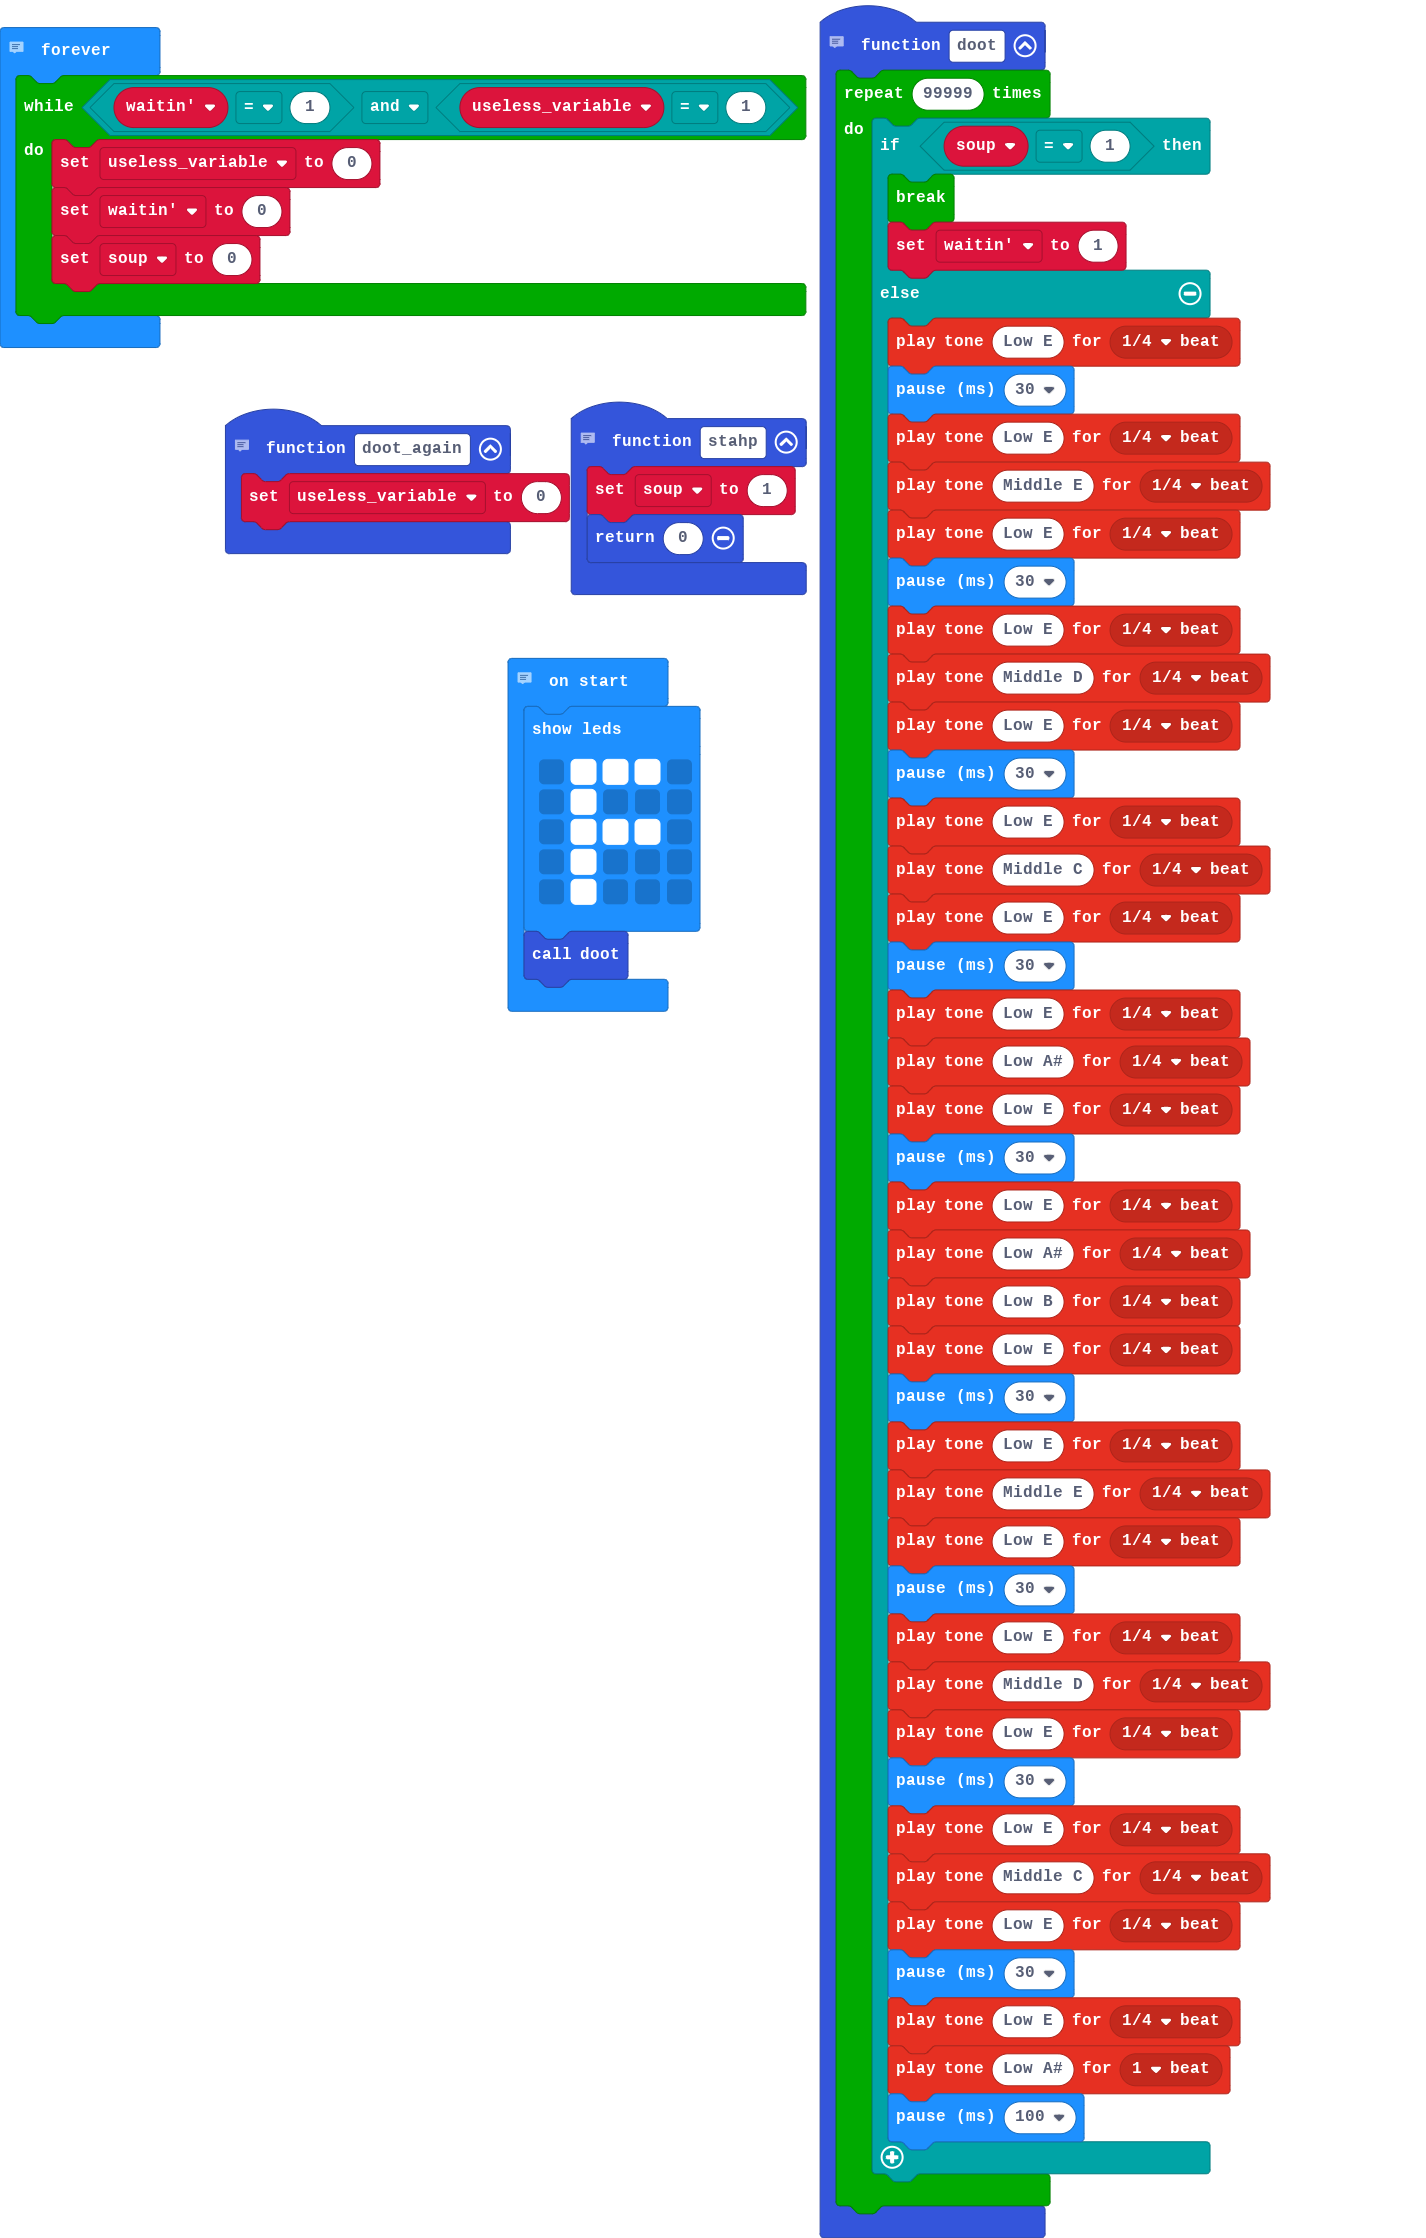 forever
while waitin' = 1 and useless_variable = 1
do
set useless_variable to 0
set waitin' to 0
set soup to 0
function doot_again
set useless_variable to 0
function stahp
set soup to 1
return 0
on start
show leds
call doot
function doot
repeat 99999 times
do
if soup = 1 then
break
set waitin' to 1
else
play tone Low E for 1/4 beat
pause (ms) 30
play tone Low E for 1/4 beat
play tone Middle E for 1/4 beat
play tone Low E for 1/4 beat
pause (ms) 30
play tone Low E for 1/4 beat
play tone Middle D for 1/4 beat
play tone Low E for 1/4 beat
pause (ms) 30
play tone Low E for 1/4 beat
play tone Middle C for 1/4 beat
play tone Low E for 1/4 beat
pause (ms) 30
play tone Low E for 1/4 beat
play tone Low A# for 1/4 beat
play tone Low E for 1/4 beat
pause (ms) 30
play tone Low E for 1/4 beat
play tone Low A# for 1/4 beat
play tone Low B for 1/4 beat
play tone Low E for 1/4 beat
pause (ms) 30
play tone Low E for 1/4 beat
play tone Middle E for 1/4 beat
play tone Low E for 1/4 beat
pause (ms) 30
play tone Low E for 1/4 beat
play tone Middle D for 1/4 beat
play tone Low E for 1/4 beat
pause (ms) 30
play tone Low E for 1/4 beat
play tone Middle C for 1/4 beat
play tone Low E for 1/4 beat
pause (ms) 30
play tone Low E for 1/4 beat
play tone Low A# for 1 beat
pause (ms) 100